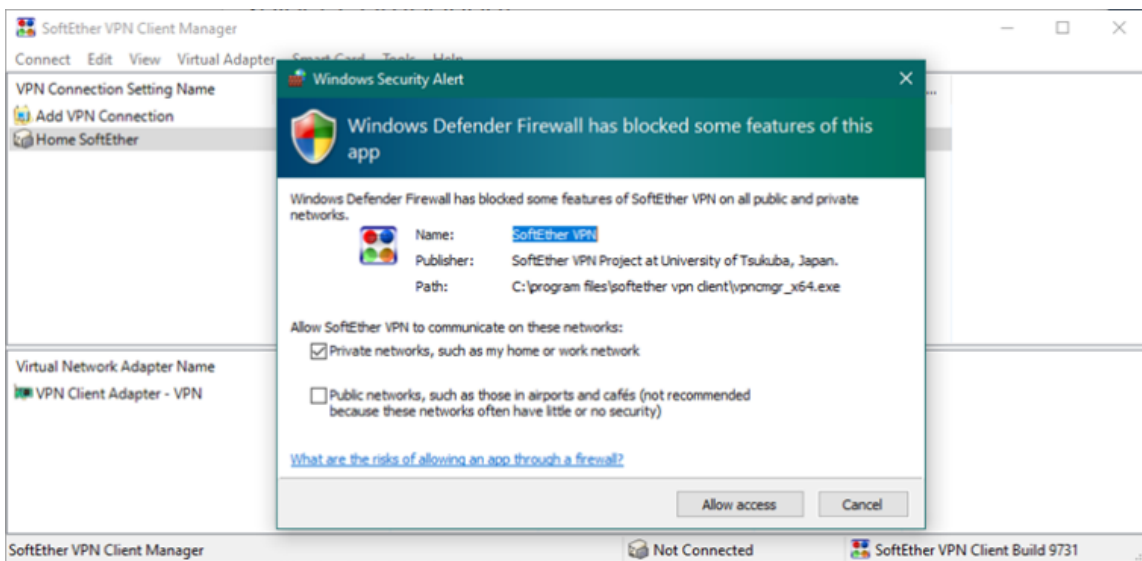 SoftEther VPN Client Manager
Connect Edit View Virtual Adapter Smart Card Tools Help
VPN Connection Setting Name
Add VPN Connection
Home SoftEther
Windows Security Alert
Windows Defender Firewall has blocked some features of this
app
Windows Defender Firewall has blocked some features of SoftEther VPN on all public and private
networks.
Name: SoftEther VPN
Publisher: SoftEther VPN Project at University of Tsukuba, Japan.
Path: C:\program files\softether vpn client\vpncmgr_x64.exe
Allow SoftEther VPN to communicate on these networks:
Private networks, such as my home or work network
Public networks, such as those in airports and cafés (not recommended
because these networks often have little or no security)
What are the risks of allowing an app through a firewall?
Allow access Cancel
Virtual Network Adapter Name
VPN Client Adapter - VPN
SoftEther VPN Client Manager
Not Connected
SoftEther VPN Client Build 9731